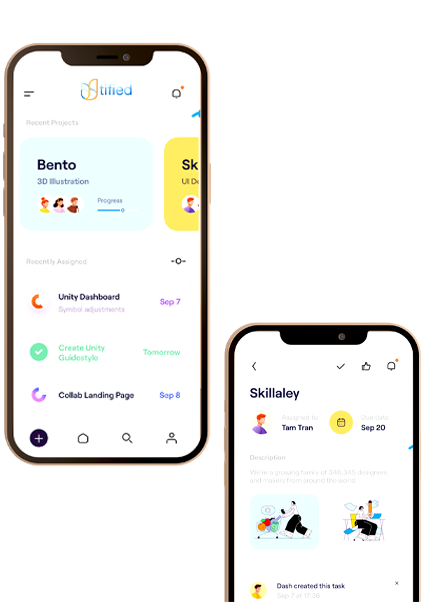 tified
Recent Projects
Bento
3D Illustration
Progress
Sk
UI De
Recently Assigned
Unity Dashboard
Symbol adjustments
Sep 7
Create Unity
Guidestyle
Tomorrow
Collab Landing Page
Sep 8
Skillaley
Assigned to
Tam Tran
Due date
Sep 20
Description
We're a growing family of 346,345 designers
and makers from around the world.
Dash created this task
Sep 7 at 17:36